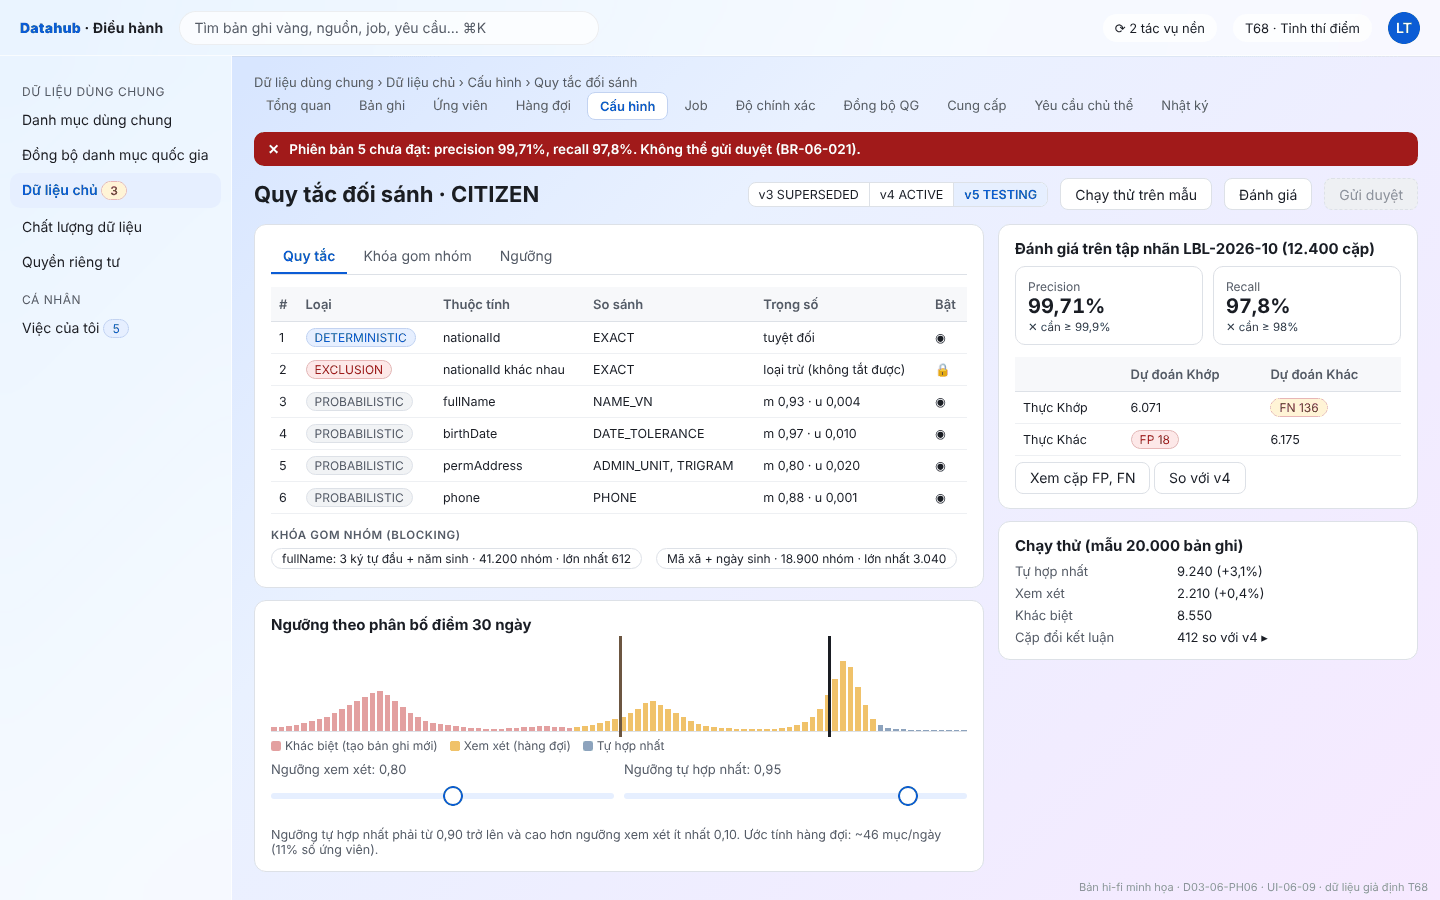 Datahub · Điều hành
Tìm bản ghi vàng, nguồn, job, yêu cầu... ⌘K
⟳ 2 tác vụ nền
T68 · Tỉnh thí điểm
LT
DỮ LIỆU DÙNG CHUNG
Danh mục dùng chung
Đồng bộ danh mục quốc gia
Dữ liệu chủ 3
Chất lượng dữ liệu
Quyền riêng tư
CÁ NHÂN
Việc của tôi 5
Dữ liệu dùng chung › Dữ liệu chủ › Cấu hình › Quy tắc đối sánh
Tổng quan Bản ghi Ứng viên Hàng đợi Cấu hình Job Độ chính xác Đồng bộ QG Cung cấp Yêu cầu chủ thể Nhật ký
✕ Phiên bản 5 chưa đạt: precision 99,71%, recall 97,8%. Không thể gửi duyệt (BR-06-021).
Quy tắc đối sánh · CITIZEN
v3 SUPERSEDED v4 ACTIVE v5 TESTING
Chạy thử trên mẫu
Đánh giá
Gửi duyệt
Quy tắc Khóa gom nhóm Ngưỡng
# Loại Thuộc tính So sánh Trọng số Bật
1 DETERMINISTIC nationalId EXACT tuyệt đối ◉
2 EXCLUSION nationalId khác nhau EXACT loại trừ (không tắt được) 🔒
3 PROBABILISTIC fullName NAME_VN m 0,93 · u 0,004 ◉
4 PROBABILISTIC birthDate DATE_TOLERANCE m 0,97 · u 0,010 ◉
5 PROBABILISTIC permAddress ADMIN_UNIT, TRIGRAM m 0,80 · u 0,020 ◉
6 PROBABILISTIC phone PHONE m 0,88 · u 0,001 ◉
KHÓA GOM NHÓM (BLOCKING)
fullName: 3 ký tự đầu + năm sinh · 41.200 nhóm · lớn nhất 612
Mã xã + ngày sinh · 18.900 nhóm · lớn nhất 3.040
Ngưỡng theo phân bố điểm 30 ngày
Khác biệt (tạo bản ghi mới) Xem xét (hàng đợi) Tự hợp nhất
Ngưỡng xem xét: 0,80
Ngưỡng tự hợp nhất: 0,95
Ngưỡng tự hợp nhất phải từ 0,90 trở lên và cao hơn ngưỡng xem xét ít nhất 0,10. Ước tính hàng đợi: ~46 mục/ngày
(11% số ứng viên).
Đánh giá trên tập nhãn LBL-2026-10 (12.400 cặp)
Precision
99,71%
✕ cần ≥ 99,9%
Recall
97,8%
✕ cần ≥ 98%
Dự đoán Khớp Dự đoán Khác
Thực Khớp 6.071 FN 136
Thực Khác FP 18 6.175
Xem cặp FP, FN
So với v4
Chạy thử (mẫu 20.000 bản ghi)
Tự hợp nhất 9.240 (+3,1%)
Xem xét 2.210 (+0,4%)
Khác biệt 8.550
Cặp đổi kết luận 412 so với v4 ▸
Bản hi-fi minh họa · D03-06-PH06 · UI-06-09 · dữ liệu giả định T68